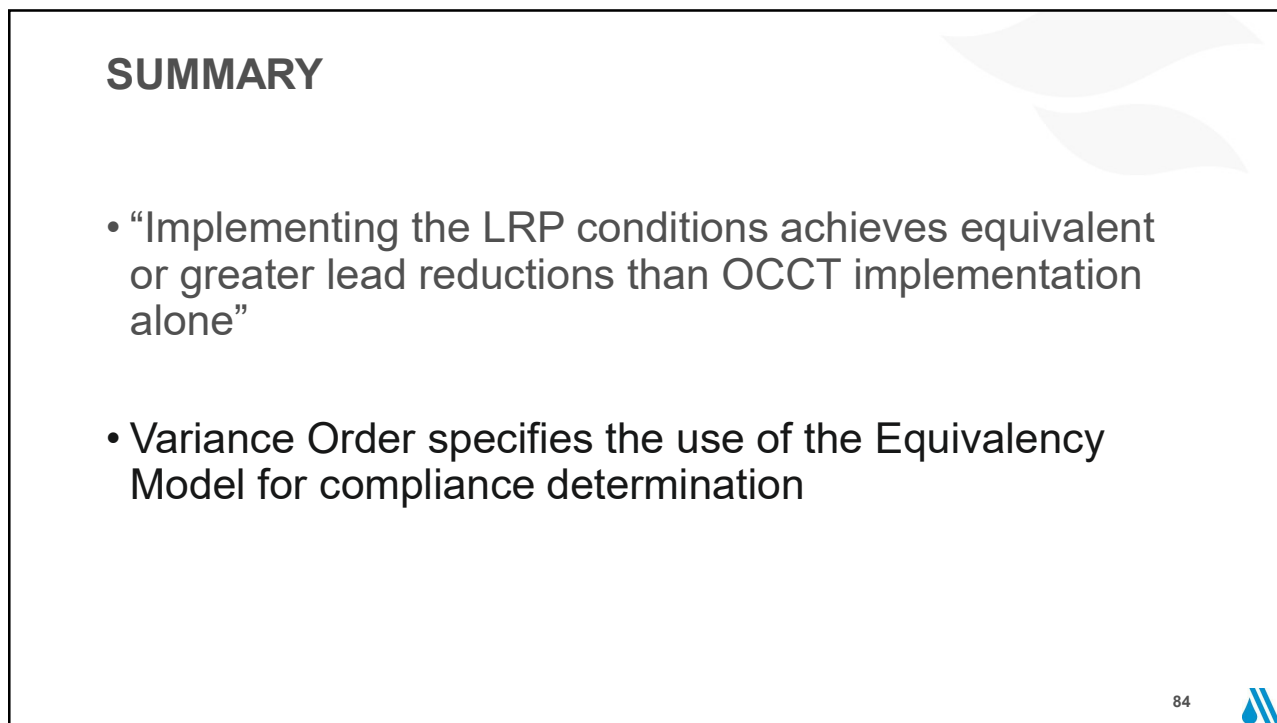 SUMMARY
• “Implementing the LRP conditions achieves equivalent
or greater lead reductions than OCCT implementation
alone”
• Variance Order specifies the use of the Equivalency
Model for compliance determination
84